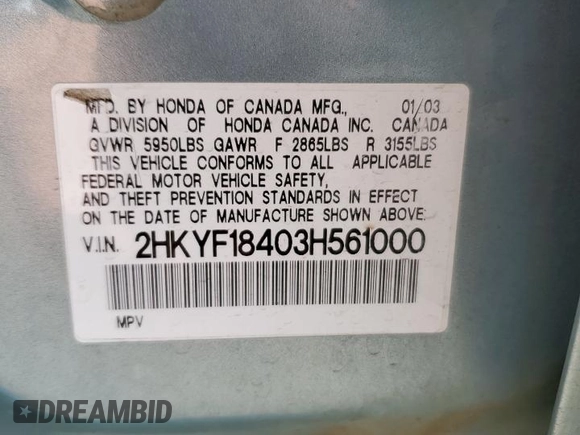 MFD. BY HONDA OF CANADA MFG., 01/03
A DIVISION OF HONDA CANADA INC. CANADA
GVWR 5950LBS GAWR F 2865LBS R 3155LBS
THIS VEHICLE CONFORMS TO ALL APPLICABLE
FEDERAL MOTOR VEHICLE SAFETY,
AND THEFT PREVENTION STANDARDS IN EFFECT
ON THE DATE OF MANUFACTURE SHOWN ABOVE.
V.I.N. 2HKYF18403H561000
MPV
DREAMBID